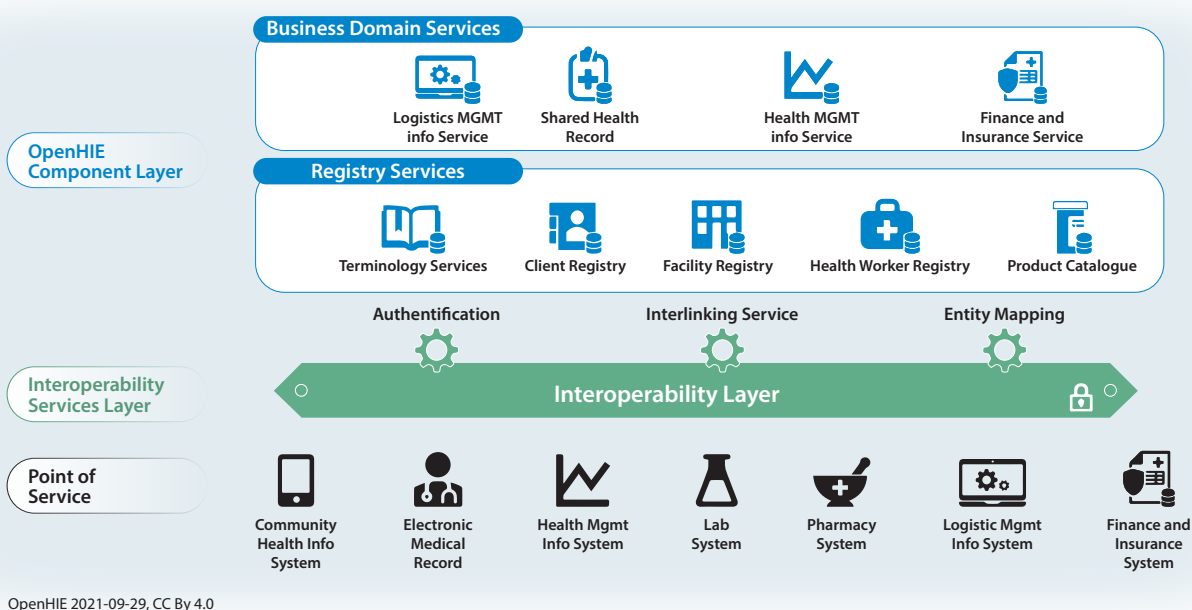 Business Domain Services
Logistics MGMT
info Service
Shared Health
Record
Health MGMT
info Service
Finance and
Insurance Service
OpenHIE
Component Layer
Registry Services
Terminology Services
Client Registry
Facility Registry
Health Worker Registry
Product Catalogue
Authentification
Interlinking Service
Entity Mapping
Interoperability
Services Layer
Interoperability Layer
Point of
Service
Community
Health Info
System
Electronic
Medical
Record
Health Mgmt
Info System
Lab
System
Pharmacy
System
Logistic Mgmt
Info System
Finance and
Insurance
System
OpenHIE 2021-09-29, CC By 4.0